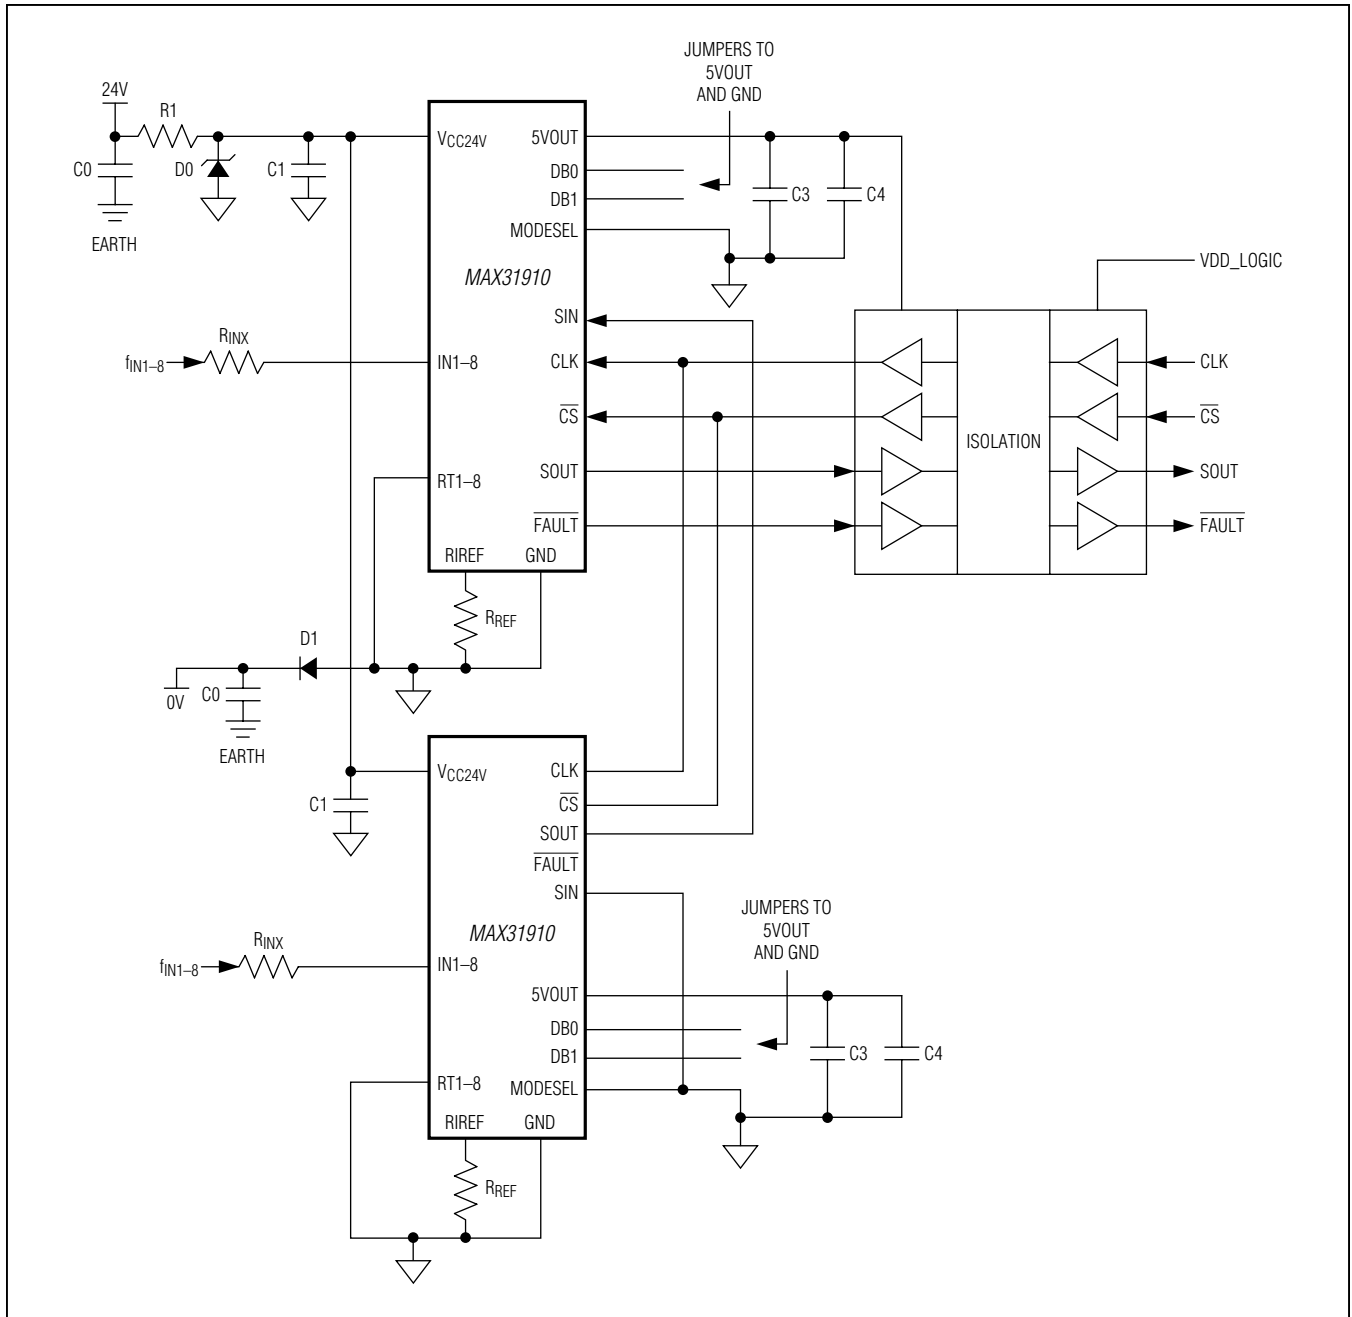 JUMPERS TO
5VOUT
AND GND
24V
R1
C0
D0
C1
EARTH
VCC24V
5VOUT
DB0
DB1
MODESEL
C3
C4
MAX31910
VDD_LOGIC
SIN
RINX
fIN1–8
IN1–8
CLK
CLK
CS
CS
ISOLATION
RT1–8
SOUT
SOUT
FAULT
FAULT
RIREF
GND
RREF
D1
0V
C0
EARTH
VCC24V
CLK
C1
CS
SOUT
FAULT
SIN
JUMPERS TO
5VOUT
AND GND
MAX31910
RINX
fIN1–8
IN1–8
5VOUT
DB0
DB1
C3
C4
RT1–8
MODESEL
RIREF
GND
RREF